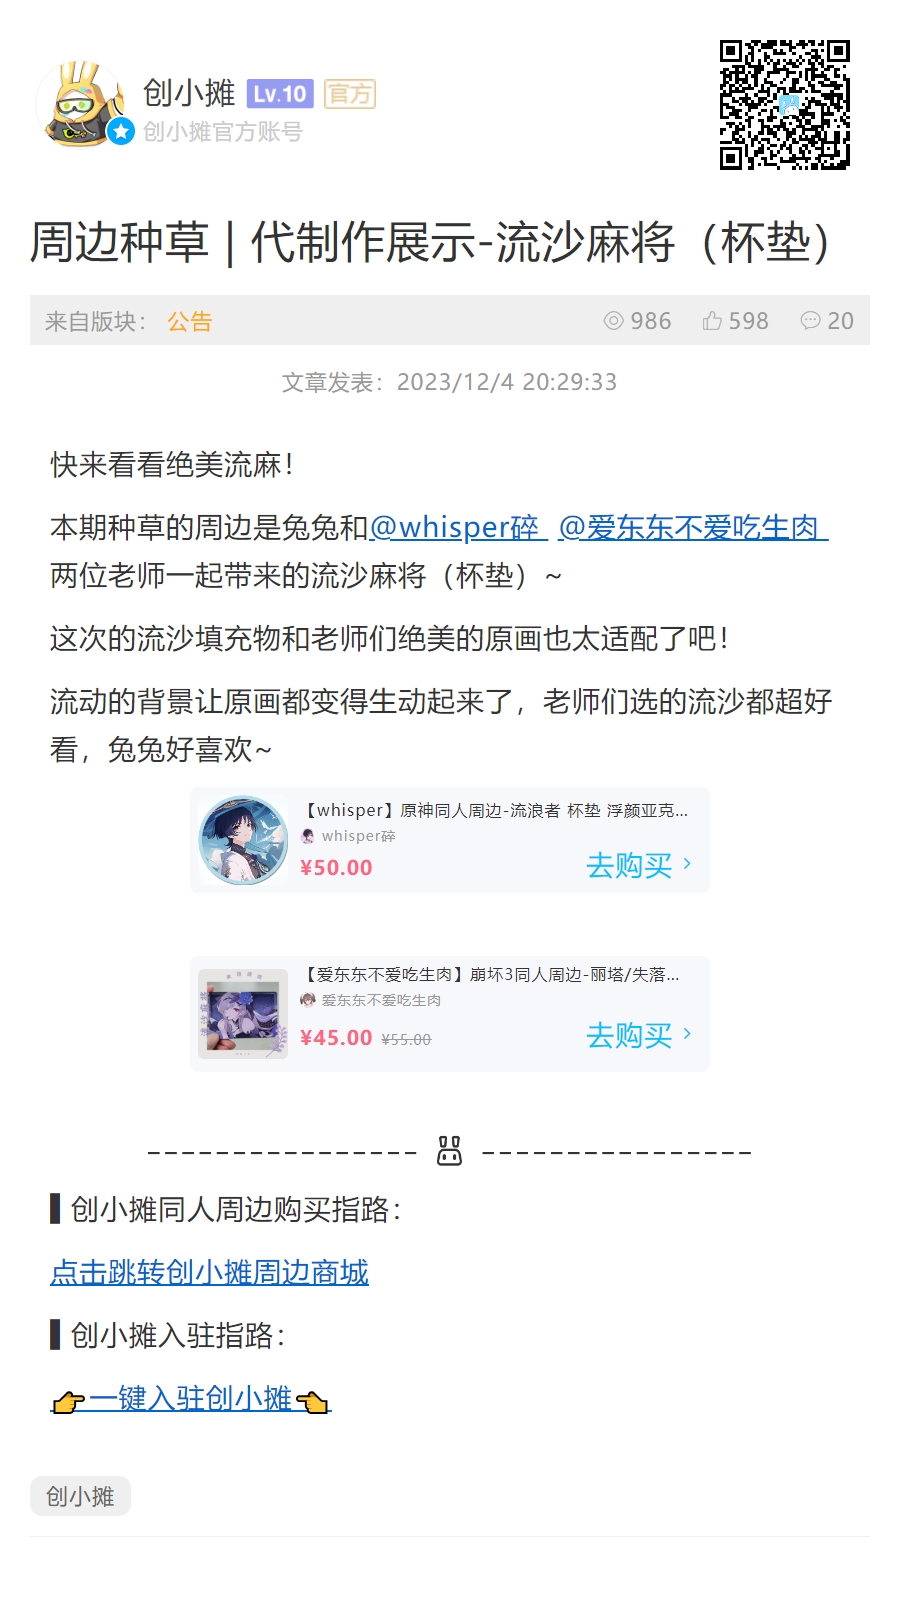 创小摊 Lv.10 官方
创小摊官方账号
周边种草 | 代制作展示-流沙麻将（杯垫）
来自版块： 公告 986 598 20
文章发表：2023/12/4 20:29:33
快来看看绝美流麻！
本期种草的周边是兔兔和@whisper碎 @爱东东不爱吃生肉
两位老师一起带来的流沙麻将（杯垫）~
这次的流沙填充物和老师们绝美的原画也太适配了吧！
流动的背景让原画都变得生动起来了，老师们选的流沙都超好
看，兔兔好喜欢~
【whisper】原神同人周边-流浪者 杯垫 浮颜亚克...
whisper碎
¥50.00 去购买 >
【爱东东不爱吃生肉】崩坏3同人周边-丽塔/失落...
爱东东不爱吃生肉
¥45.00 ¥55.00 去购买 >
▌创小摊同人周边购买指路：
点击跳转创小摊周边商城
▌创小摊入驻指路：
👉一键入驻创小摊👈
创小摊